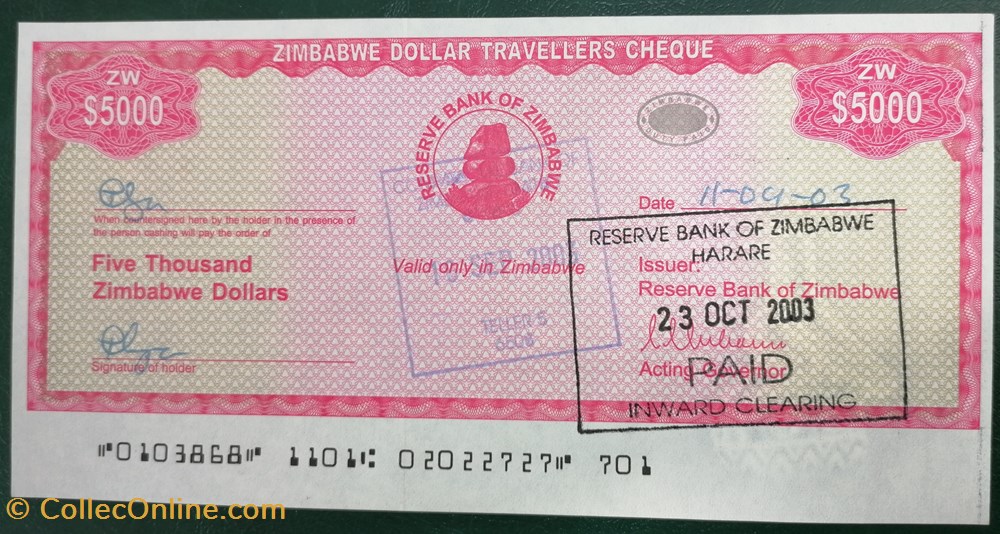 ZIMBABWE DOLLAR TRAVELLERS CHEQUE
ZW
$5000
ZW
$5000
RESERVE BANK OF ZIMBABWE
Date 11-09-03
When countersigned here by the holder in the presence of
the person cashing will pay the order of
RESERVE BANK OF ZIMBABWE
HARARE
Five Thousand
Zimbabwe Dollars
Valid only in Zimbabwe
Issuer:
Reserve Bank of Zimbabwe
23 OCT 2003
TELLER 5
Signature of holder
Acting Governor
PAID
INWARD CLEARING
⑈0103868⑈ 1101⑆ 02022727⑈ 701
© CollecOnline.com